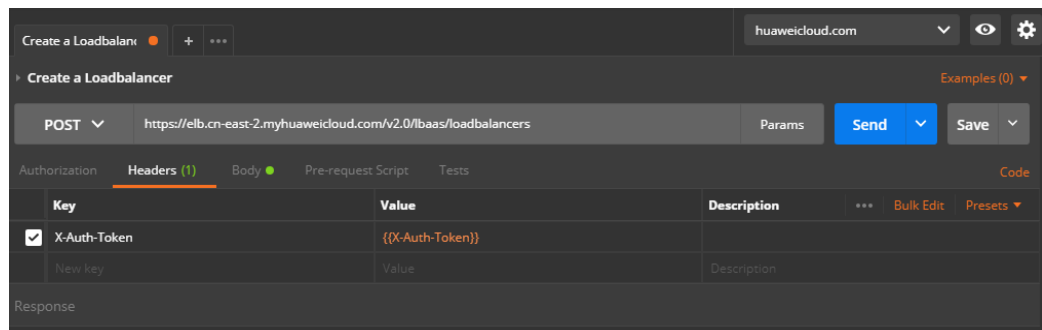 Create a Loadbalanc + ••• huaweicloud.com
Create a Loadbalancer Examples (0)
POST https://elb.cn-east-2.myhuaweicloud.com/v2.0/lbaas/loadbalancers Params Send Save
Authorization Headers (1) Body Pre-request Script Tests Code
Key Value Description ••• Bulk Edit Presets
X-Auth-Token {{X-Auth-Token}}
New key Value Description
Response